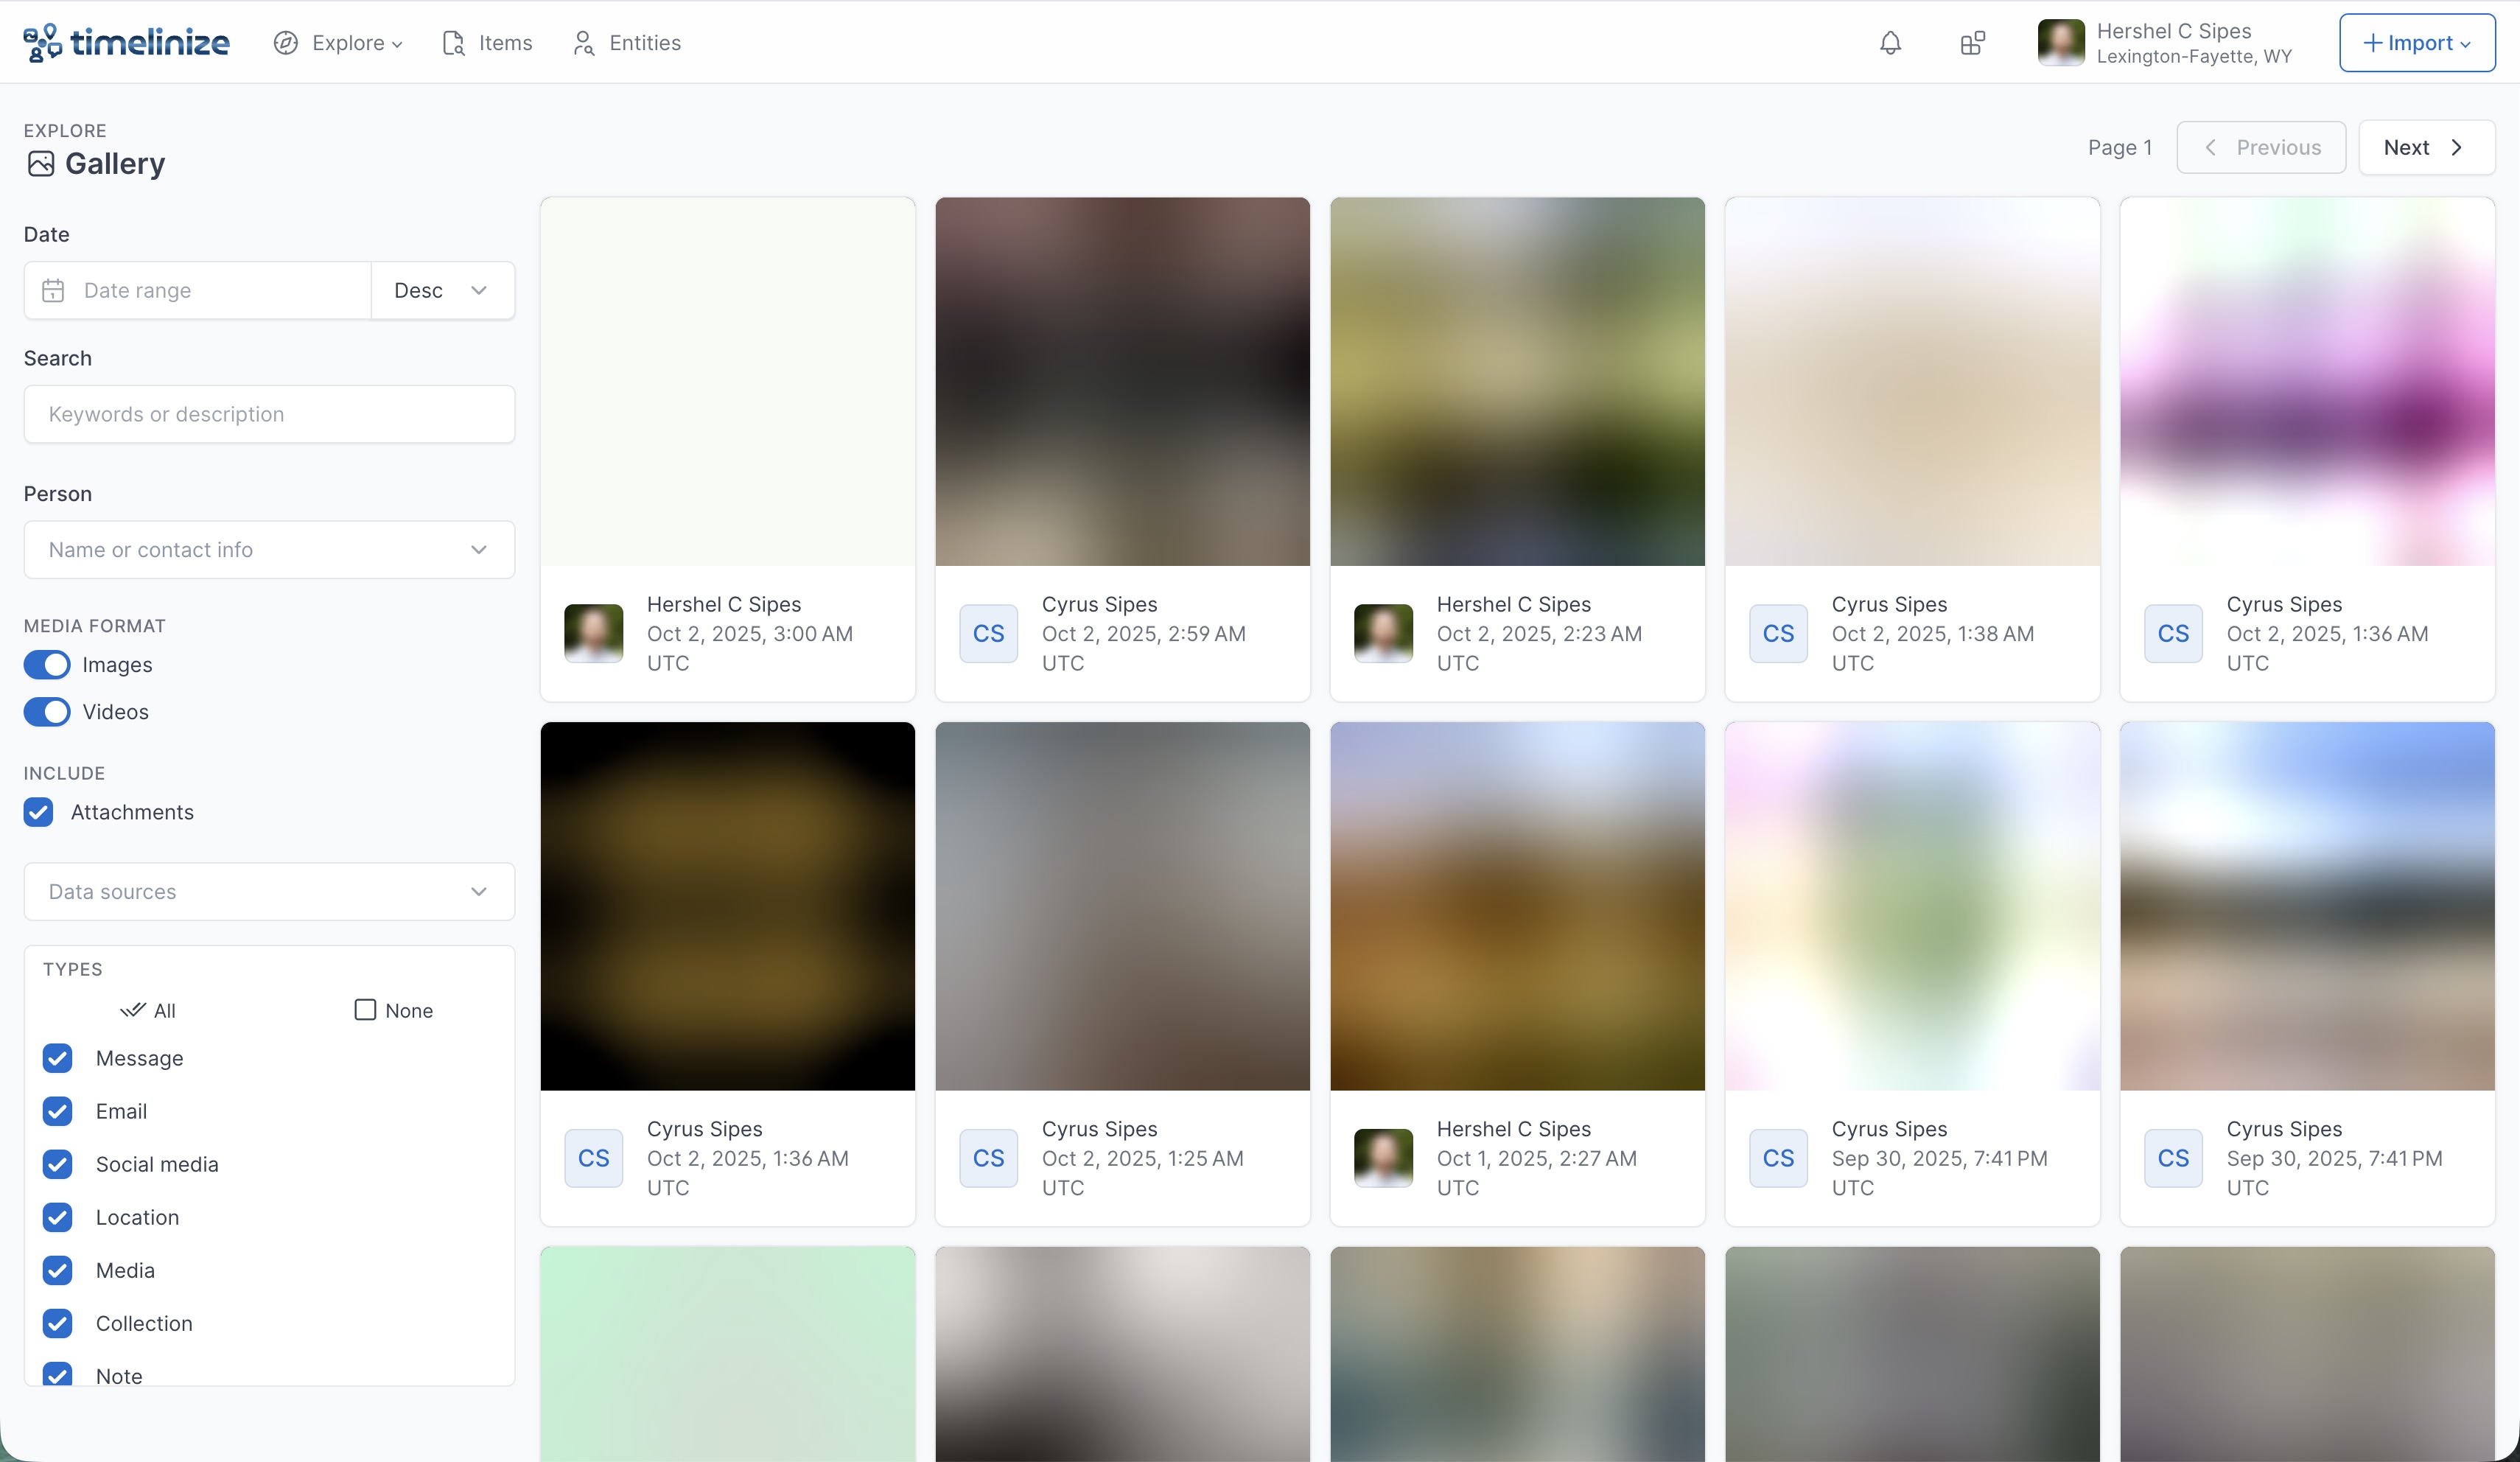 timelinize
Explore
Items
Entities
Hershel C Sipes
Lexington-Fayette, WY
Import
EXPLORE
Gallery
Page 1
Previous
Next
Date
Date range
Desc
Search
Keywords or description
Person
Name or contact info
MEDIA FORMAT
Images
Videos
INCLUDE
Attachments
Data sources
TYPES
All
None
Message
Email
Social media
Location
Media
Collection
Note
Hershel C Sipes
Oct 2, 2025, 3:00 AM
UTC
CS
Cyrus Sipes
Oct 2, 2025, 2:59 AM
UTC
Hershel C Sipes
Oct 2, 2025, 2:23 AM
UTC
CS
Cyrus Sipes
Oct 2, 2025, 1:38 AM
UTC
CS
Cyrus Sipes
Oct 2, 2025, 1:36 AM
UTC
CS
Cyrus Sipes
Oct 2, 2025, 1:36 AM
UTC
CS
Cyrus Sipes
Oct 2, 2025, 1:25 AM
UTC
Hershel C Sipes
Oct 1, 2025, 2:27 AM
UTC
CS
Cyrus Sipes
Sep 30, 2025, 7:41 PM
UTC
CS
Cyrus Sipes
Sep 30, 2025, 7:41 PM
UTC